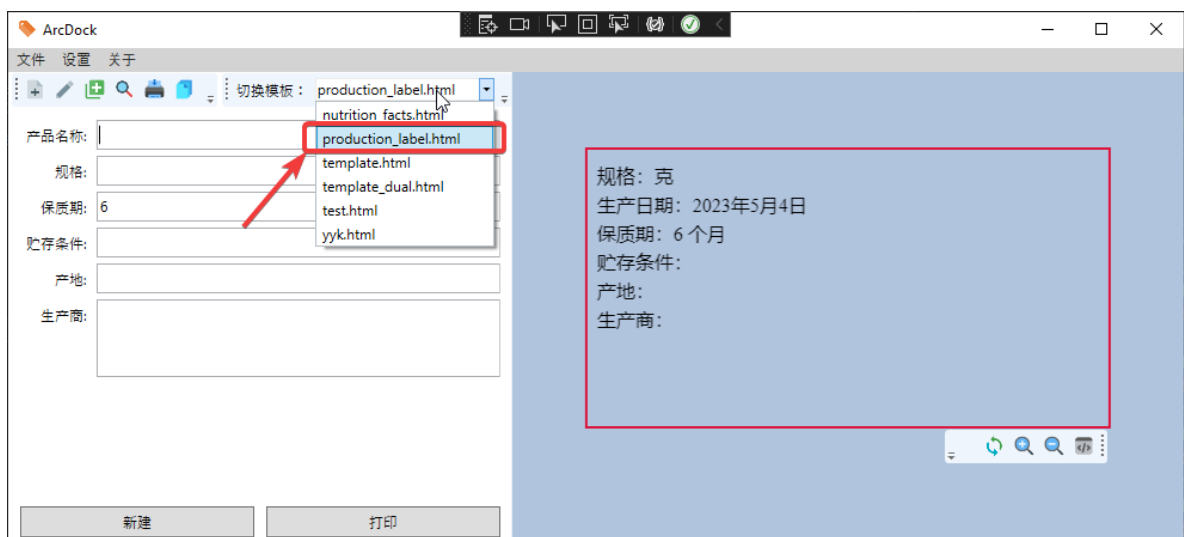 ArcDock
文件 设置 关于
切换模板： production_label.html
nutrition_facts.html
production_label.html
template.html
template_dual.html
test.html
yyk.html
产品名称:
规格:
保质期: 6
贮存条件:
产地:
生产商:
新建 打印
规格：克
生产日期：2023年5月4日
保质期：6 个月
贮存条件：
产地：
生产商：